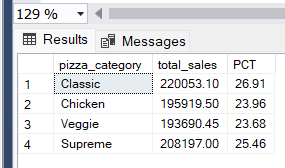 129 %
Results Messages
pizza_category total_sales PCT
1 Classic 220053.10 26.91
2 Chicken 195919.50 23.96
3 Veggie 193690.45 23.68
4 Supreme 208197.00 25.46